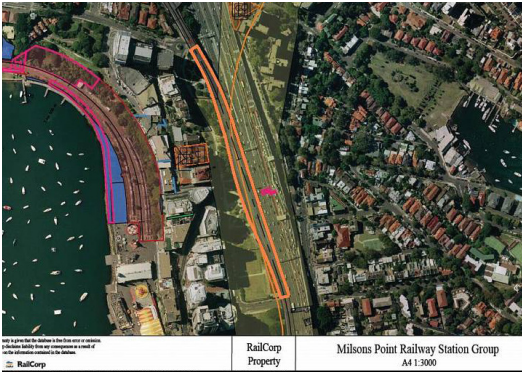 nty is given that the database is free from error or omission.
p disclaims liability from any consequences as a result of
on the information contained in the database.
RailCorp
RailCorp
Property
Milsons Point Railway Station Group
A4 1:3000